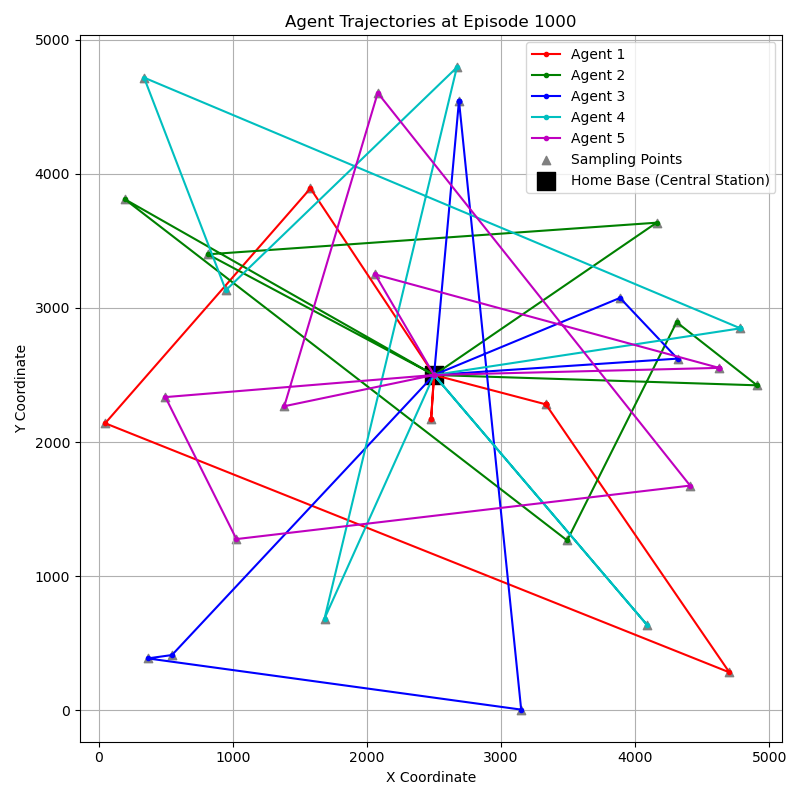 Agent Trajectories at Episode 1000
Agent 1
Agent 2
Agent 3
Agent 4
Agent 5
Sampling Points
Home Base (Central Station)
5000
4000
3000
2000
1000
0
Y Coordinate
0 1000 2000 3000 4000 5000
X Coordinate